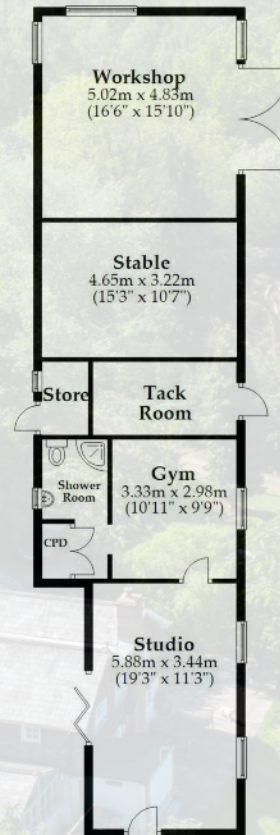 Workshop
5.02m x 4.83m
(16'6" x 15'10")
Stable
4.65m x 3.22m
(15'3" x 10'7")
Store
Tack
Room
Shower
Room
Gym
3.33m x 2.98m
(10'11" x 9'9")
CPD
Studio
5.88m x 3.44m
(19'3" x 11'3")